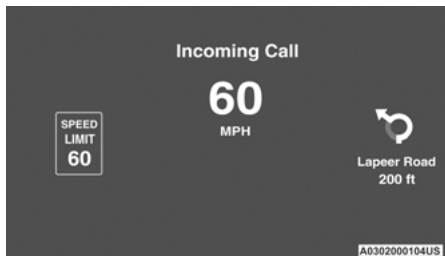 Incoming Call
60
MPH
SPEED
LIMIT
60
Lapeer Road
200 ft
A0302000104US